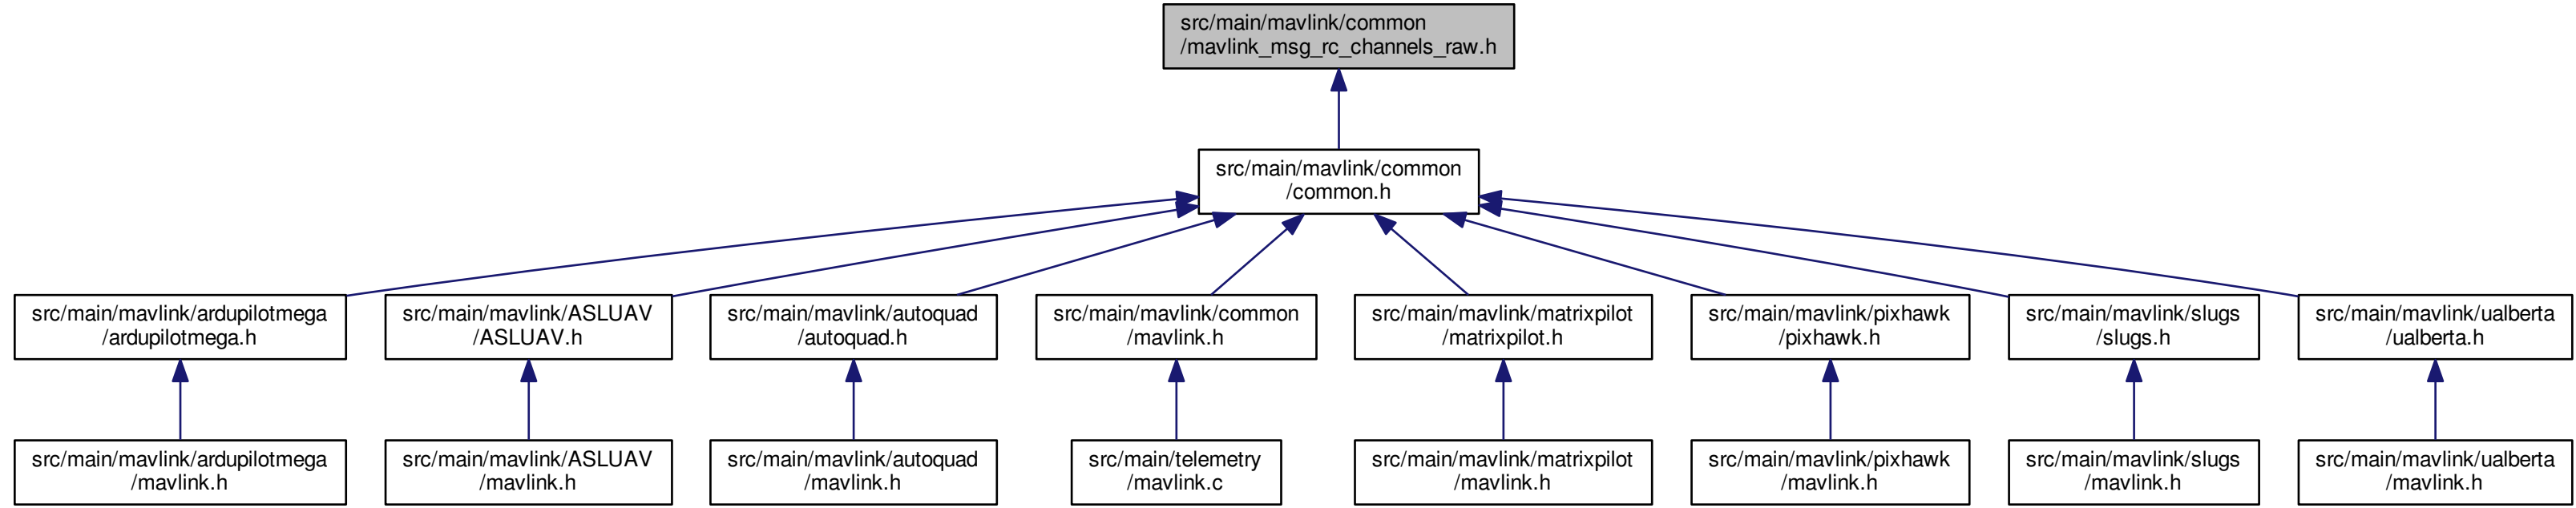 src/main/mavlink/common
/mavlink_msg_rc_channels_raw.h
src/main/mavlink/common
/common.h
src/main/mavlink/ardupilotmega
/ardupilotmega.h
src/main/mavlink/ASLUAV
/ASLUAV.h
src/main/mavlink/autoquad
/autoquad.h
src/main/mavlink/common
/mavlink.h
src/main/mavlink/matrixpilot
/matrixpilot.h
src/main/mavlink/pixhawk
/pixhawk.h
src/main/mavlink/slugs
/slugs.h
src/main/mavlink/ualberta
/ualberta.h
src/main/mavlink/ardupilotmega
/mavlink.h
src/main/mavlink/ASLUAV
/mavlink.h
src/main/mavlink/autoquad
/mavlink.h
src/main/telemetry
/mavlink.c
src/main/mavlink/matrixpilot
/mavlink.h
src/main/mavlink/pixhawk
/mavlink.h
src/main/mavlink/slugs
/mavlink.h
src/main/mavlink/ualberta
/mavlink.h